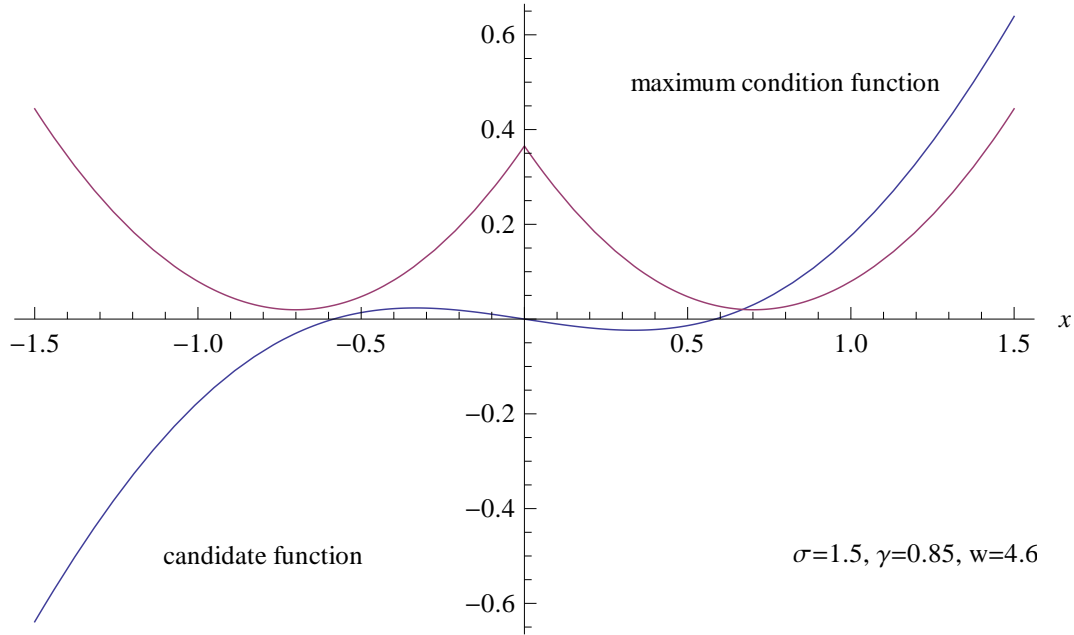 0.6
maximum condition function
0.4
0.2
−1.5 −1.0 −0.5 0.5 1.0 1.5 x
−0.2
−0.4
candidate function
σ=1.5, γ=0.85, w=4.6
−0.6